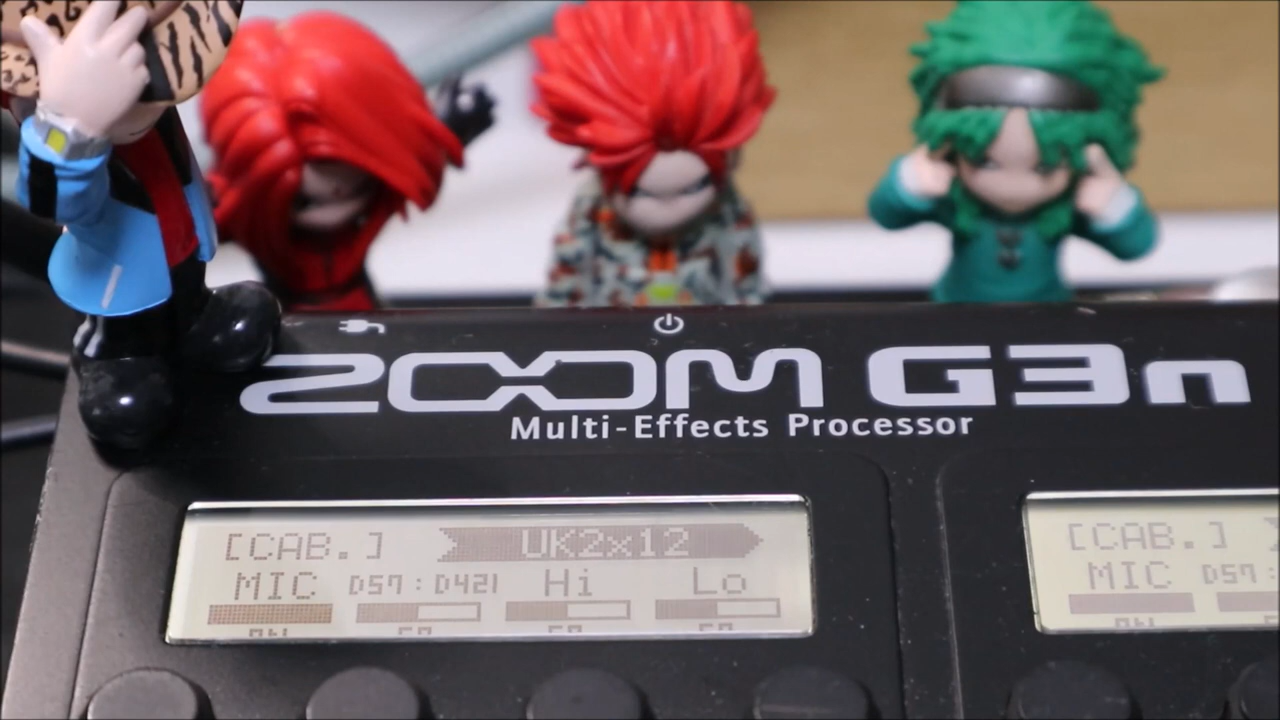 ZOOM G3n
Multi-Effects Processor
[CAB.] UK2x12
MIC D57:D421 Hi Lo
[CAB.]
MIC D57: